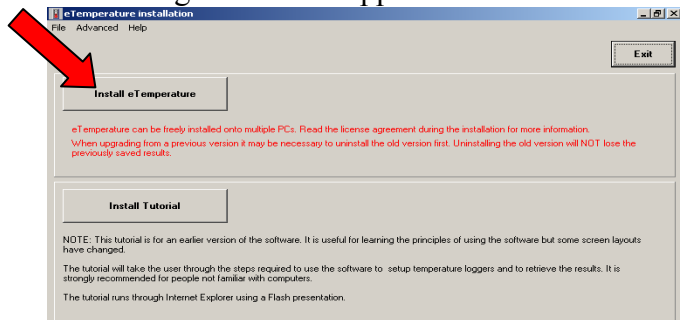 eTemperature installation
File Advanced Help
Exit
Install eTemperature
eTemperature can be freely installed onto multiple PCs. Read the license agreement during the installation for more information.
When upgrading from a previous version it may be necessary to uninstall the old version first. Uninstalling the old version will NOT lose the
previously saved results.
Install Tutorial
NOTE: This tutorial is for an earlier version of the software. It is useful for learning the principles of using the software but some screen layouts
have changed.
The tutorial will take the user through the steps required to use the software to setup temperature loggers and to retrieve the results. It is
strongly recommended for people not familiar with computers.
The tutorial runs through Internet Explorer using a Flash presentation.